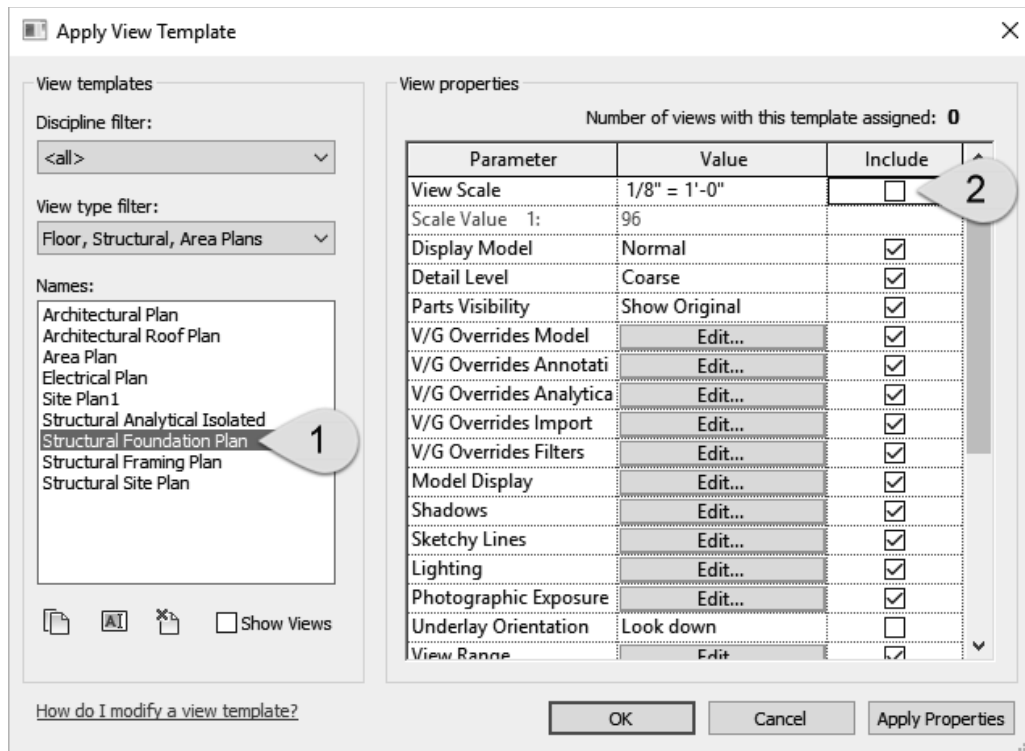 Apply View Template
View templates
Discipline filter:
<all>
View type filter:
Floor, Structural, Area Plans
Names:
Architectural Plan
Architectural Roof Plan
Area Plan
Electrical Plan
Site Plan1
Structural Analytical Isolated
Structural Foundation Plan
1
Structural Framing Plan
Structural Site Plan
AI
Show Views
How do I modify a view template?
View properties
Number of views with this template assigned: 0
Parameter Value Include
View Scale 1/8" = 1'-0"
2
Scale Value 1: 96
Display Model Normal
Detail Level Coarse
Parts Visibility Show Original
V/G Overrides Model Edit...
V/G Overrides Annotati Edit...
V/G Overrides Analytica Edit...
V/G Overrides Import Edit...
V/G Overrides Filters Edit...
Model Display Edit...
Shadows Edit...
Sketchy Lines Edit...
Lighting Edit...
Photographic Exposure Edit...
Underlay Orientation Look down
View Range Edit
OK Cancel Apply Properties